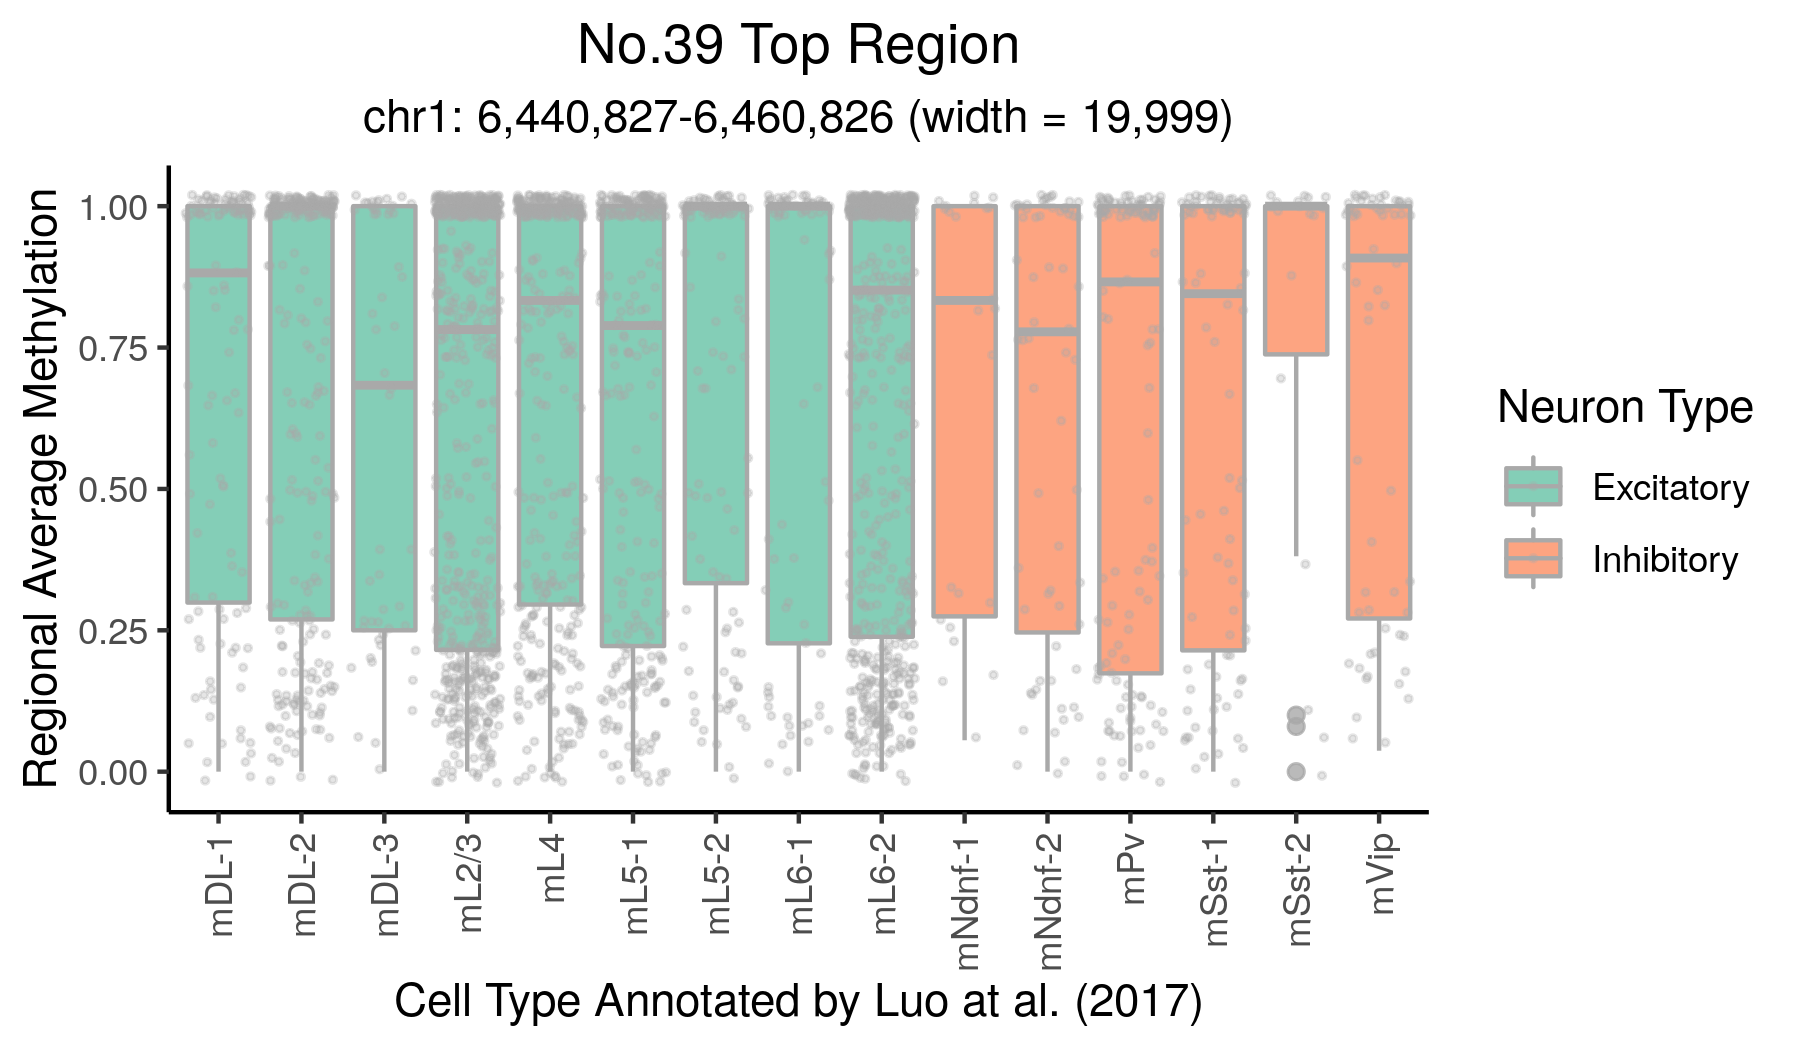 No.39 Top Region
chr1: 6,440,827-6,460,826 (width = 19,999)
Regional Average Methylation
1.00
0.75
0.50
0.25
0.00
mDL-1
mDL-2
mDL-3
mL2/3
mL4
mL5-1
mL5-2
mL6-1
mL6-2
mNdnf-1
mNdnf-2
mPv
mSst-1
mSst-2
mVip
Cell Type Annotated by Luo at al. (2017)
Neuron Type
Excitatory
Inhibitory